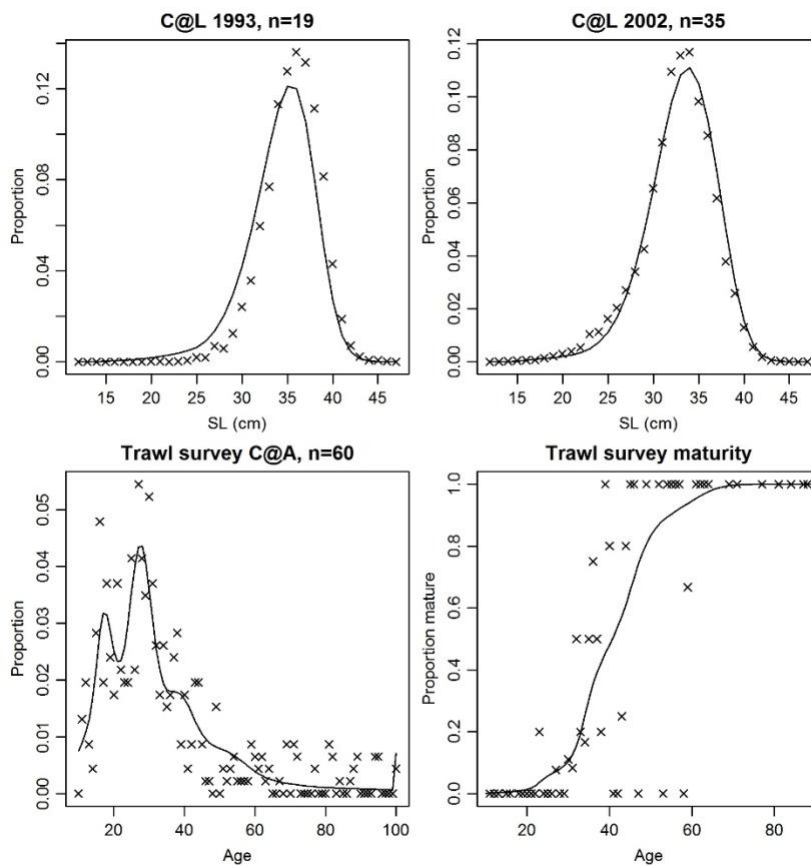 C@L 1993, n=19
Proportion
0.00 0.04 0.08 0.12
15 20 25 30 35 40 45
SL (cm)
C@L 2002, n=35
Proportion
0.00 0.02 0.04 0.06 0.08 0.10 0.12
15 20 25 30 35 40 45
SL (cm)
Trawl survey C@A, n=60
Proportion
0.00 0.01 0.02 0.03 0.04 0.05
20 40 60 80 100
Age
Trawl survey maturity
Proportion mature
0.0 0.2 0.4 0.6 0.8 1.0
20 40 60 80
Age